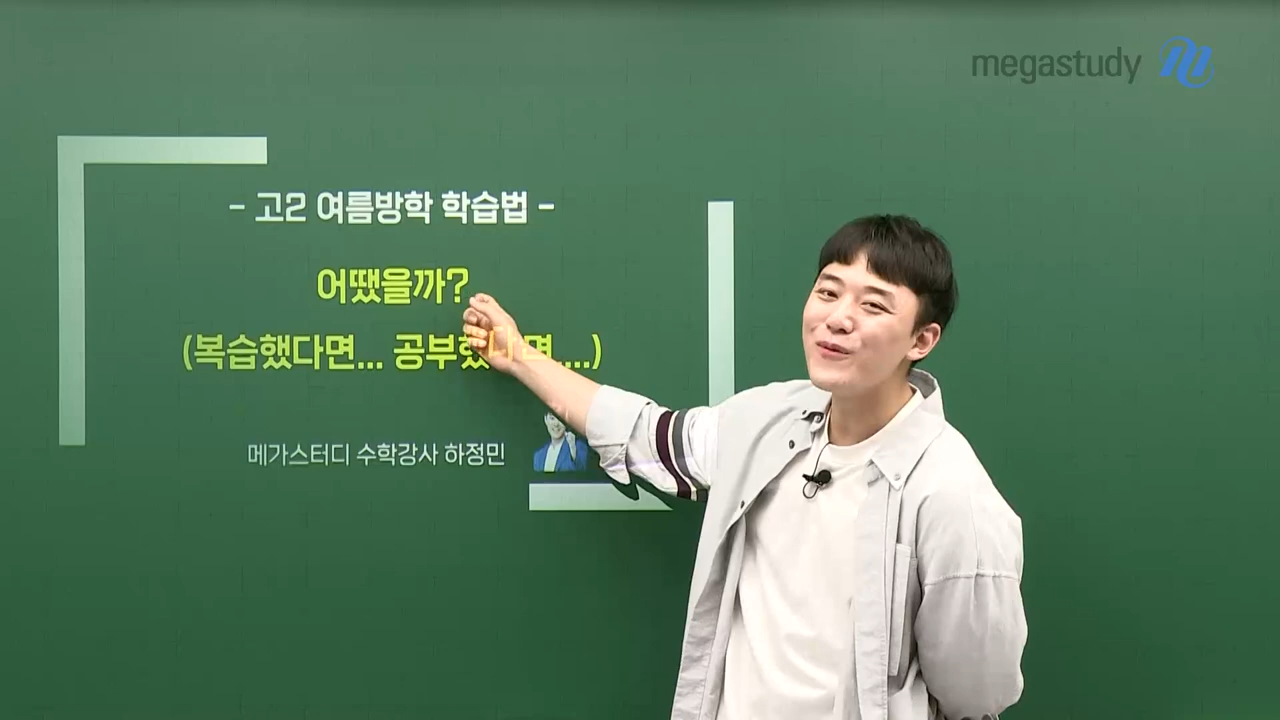 megastudy
- 고2 여름방학 학습법 -
어땠을까?
(복습했다면... 공부했다면....)
메가스터디 수학강사 하정민